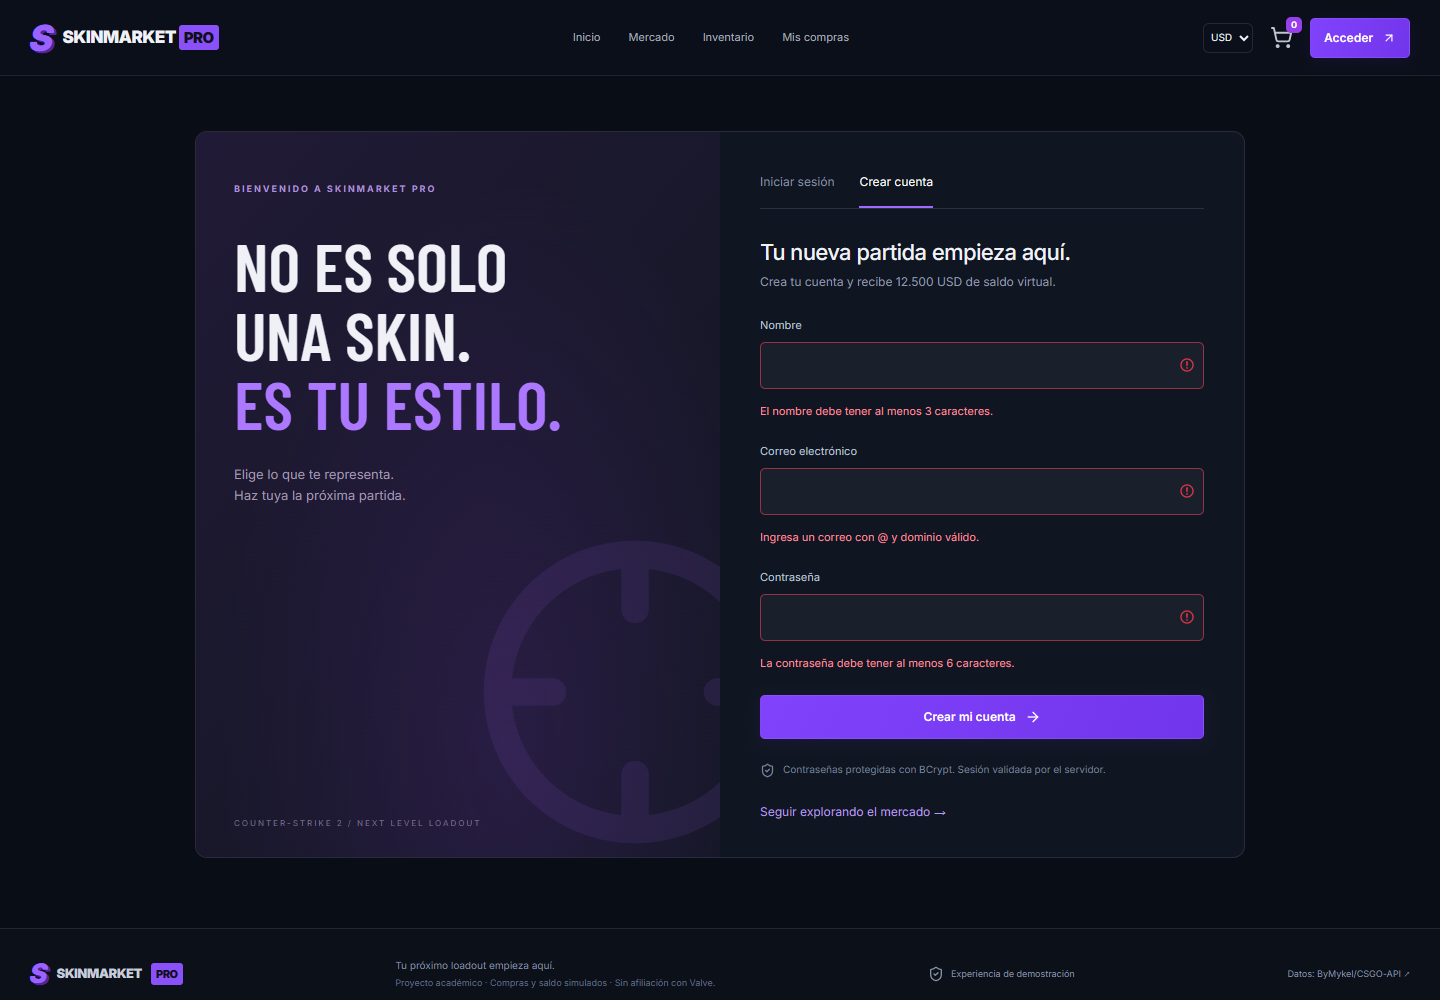 SKINMARKET PRO
Inicio
Mercado
Inventario
Mis compras
USD
0
Acceder
BIENVENIDO A SKINMARKET PRO
NO ES SOLO
UNA SKIN.
ES TU ESTILO.
Elige lo que te representa.
Haz tuya la próxima partida.
COUNTER-STRIKE 2 / NEXT LEVEL LOADOUT
Iniciar sesión
Crear cuenta
Tu nueva partida empieza aquí.
Crea tu cuenta y recibe 12.500 USD de saldo virtual.
Nombre
El nombre debe tener al menos 3 caracteres.
Correo electrónico
Ingresa un correo con @ y dominio válido.
Contraseña
La contraseña debe tener al menos 6 caracteres.
Crear mi cuenta →
Contraseñas protegidas con BCrypt. Sesión validada por el servidor.
Seguir explorando el mercado →
SKINMARKET PRO
Tu próximo loadout empieza aquí.
Proyecto académico · Compras y saldo simulados · Sin afiliación con Valve.
Experiencia de demostración
Datos: ByMykel/CSGO-API ↗